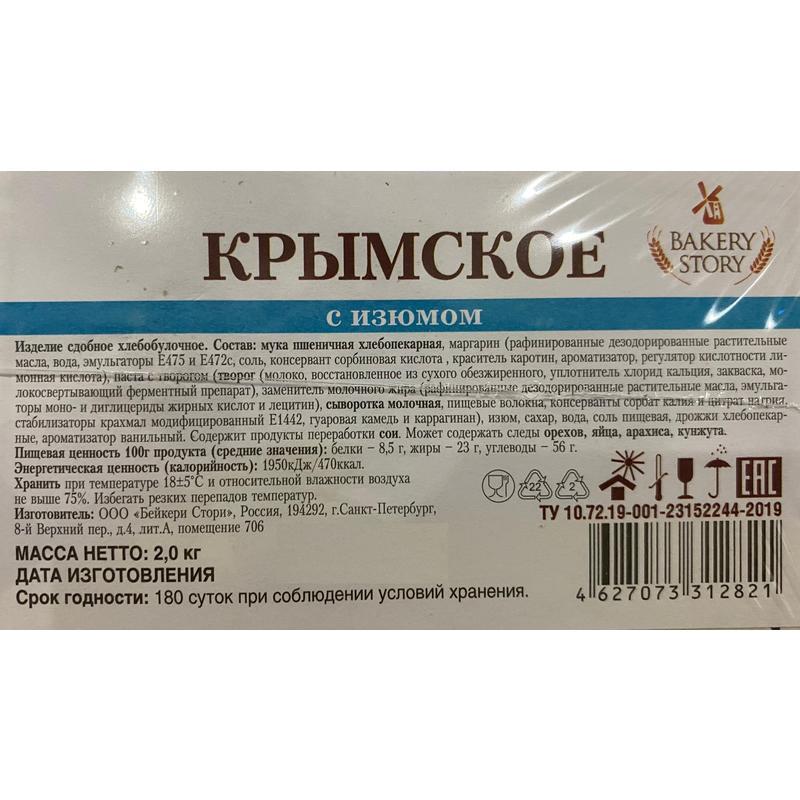 КРЫМСКОЕ
BAKERY
STORY
с изюмом
Изделие сдобное хлебобулочное. Состав: мука пшеничная хлебопекарная, маргарин (рафинированные дезодорированные растительные
масла, вода, эмульгаторы Е475 и Е472с, соль, консервант сорбиновая кислота , краситель каротин, ароматизатор, регулятор кислотности ли-
монная кислота), паста с творогом (творог (молоко, восстановленное из сухого обезжиренного, уплотнитель хлорид кальция, закваска, мо-
локосвертывающий ферментный препарат), заменитель молочного жира (рафинированные дезодорированные растительные масла, эмульга-
торы моно- и диглицериды жирных кислот и лецитин), сыворотка молочная, пищевые волокна, консерванты сорбат калия и цитрат натрия,
стабилизаторы крахмал модифицированный Е1442, гуаровая камедь и каррагинан), изюм, сахар, вода, соль пищевая, дрожжи хлебопекар-
ные, ароматизатор ванильный. Содержит продукты переработки сои. Может содержать следы орехов, яйца, арахиса, кунжута.
Пищевая ценность 100г продукта (средние значения): белки – 8,5 г, жиры – 23 г, углеводы – 56 г.
Энергетическая ценность (калорийность): 1950кДж/470ккал.
Хранить при температуре 18±5°С и относительной влажности воздуха
не выше 75%. Избегать резких перепадов температур.
Изготовитель: ООО «Бейкери Стори», Россия, 194292, г.Санкт-Петербург,
8-й Верхний пер., д.4, лит.А, помещение 706
22 2 EAC
ТУ 10.72.19-001-23152244-2019
МАССА НЕТТО: 2,0 кг
ДАТА ИЗГОТОВЛЕНИЯ
Срок годности: 180 суток при соблюдении условий хранения.
4 627073 312821